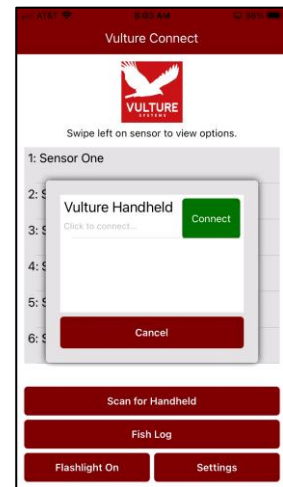 Vulture Connect
VULTURE
SYSTEMS
Swipe left on sensor to view options.
1: Sensor One
2: S
Vulture Handheld
Connect
Click to connect...
3: S
4: S
5: S
Cancel
6: S
Scan for Handheld
Fish Log
Flashlight On
Settings